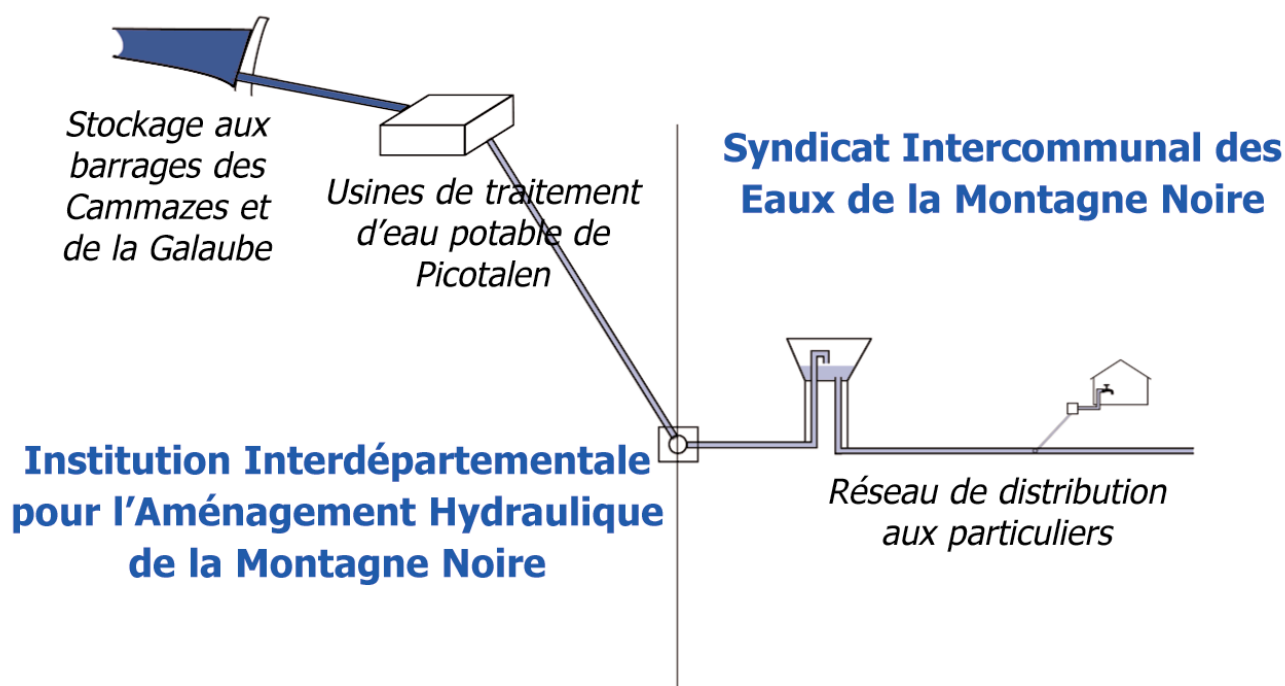 Stockage aux
barrages des
Cammazes et
de la Galaube
Usines de traitement
d’eau potable de
Picotalen
Syndicat Intercommunal des
Eaux de la Montagne Noire
Institution Interdépartementale
pour l’Aménagement Hydraulique
de la Montagne Noire
Réseau de distribution
aux particuliers